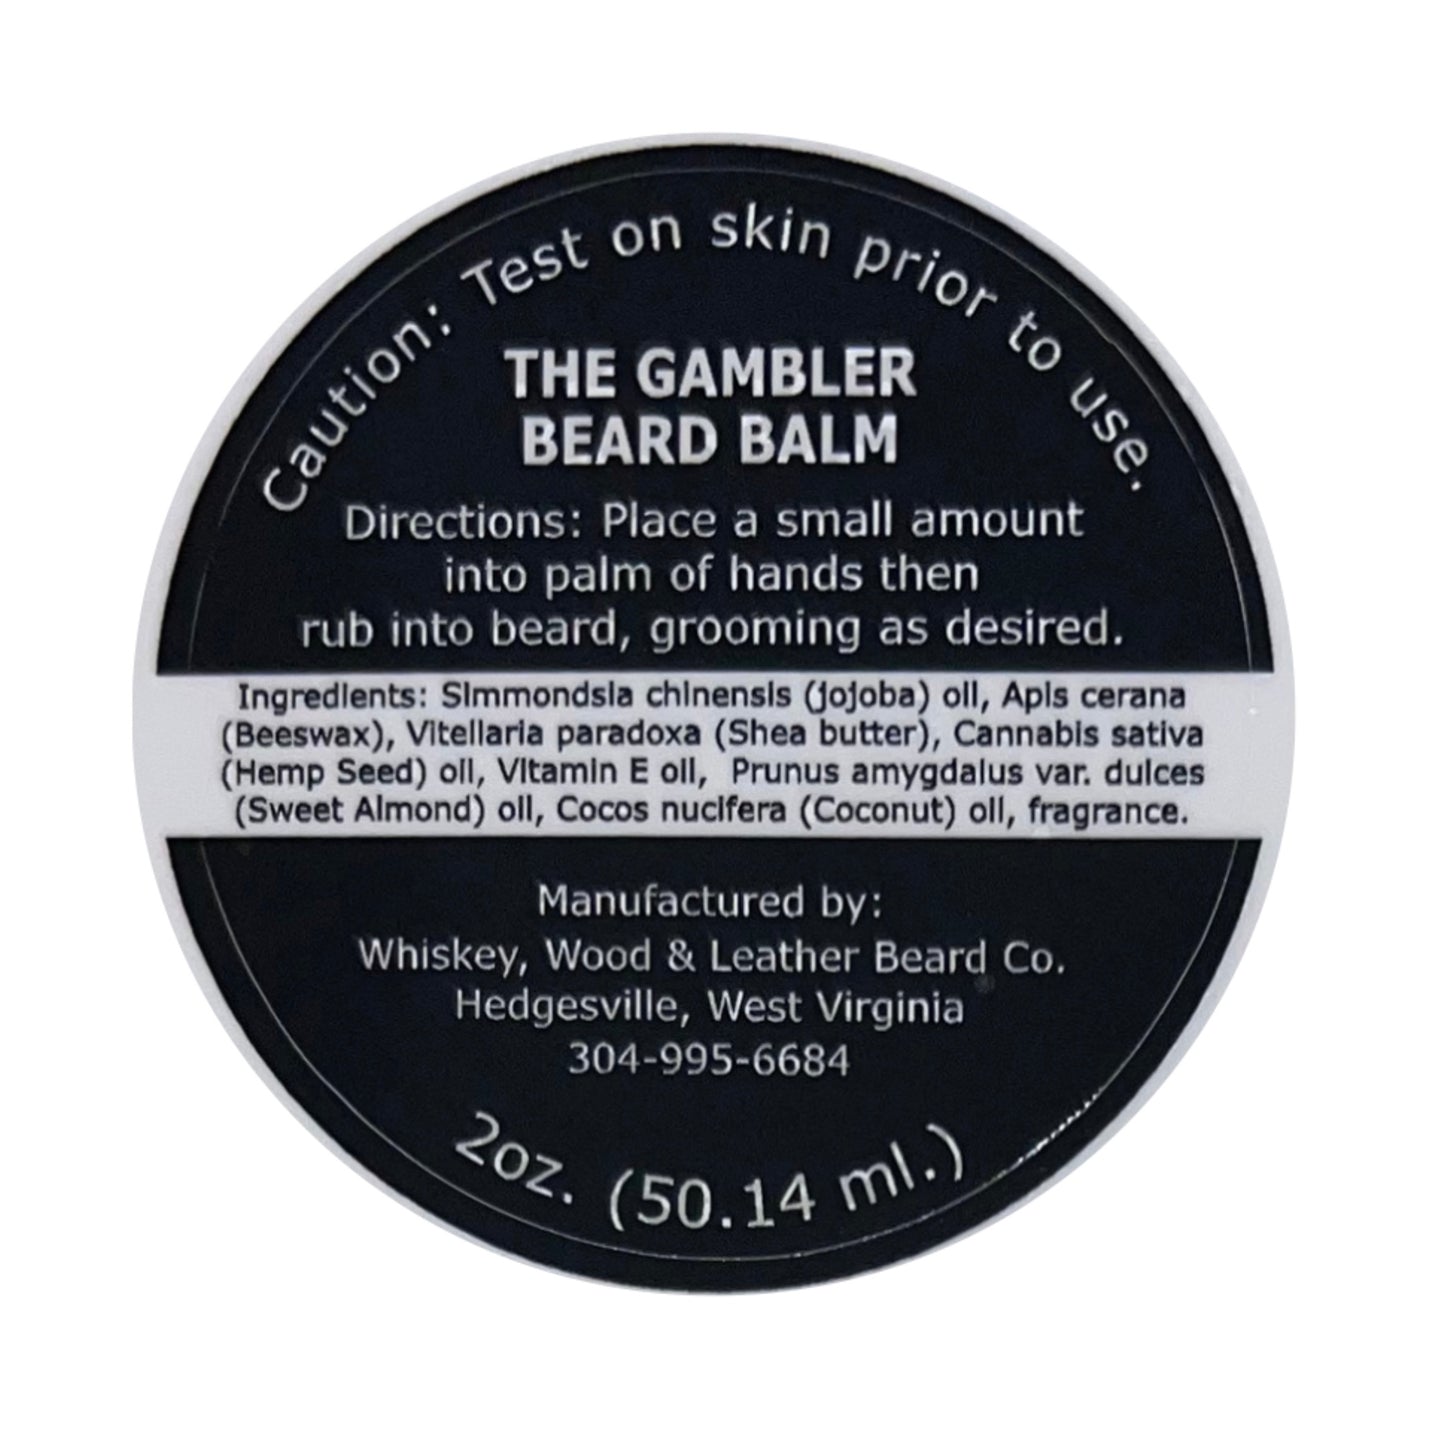 Caution: Test on skin prior to use.
THE GAMBLER
BEARD BALM
Directions: Place a small amount
into palm of hands then
rub into beard, grooming as desired.
Ingredients: Simmondsia chinensis (jojoba) oil, Apis cerana
(Beeswax), Vitellaria paradoxa (Shea butter), Cannabis sativa
(Hemp Seed) oil, Vitamin E oil, Prunus amygdalus var. dulces
(Sweet Almond) oil, Cocos nucifera (Coconut) oil, fragrance.
Manufactured by:
Whiskey, Wood & Leather Beard Co.
Hedgesville, West Virginia
304-995-6684
2oz. (50.14 ml.)